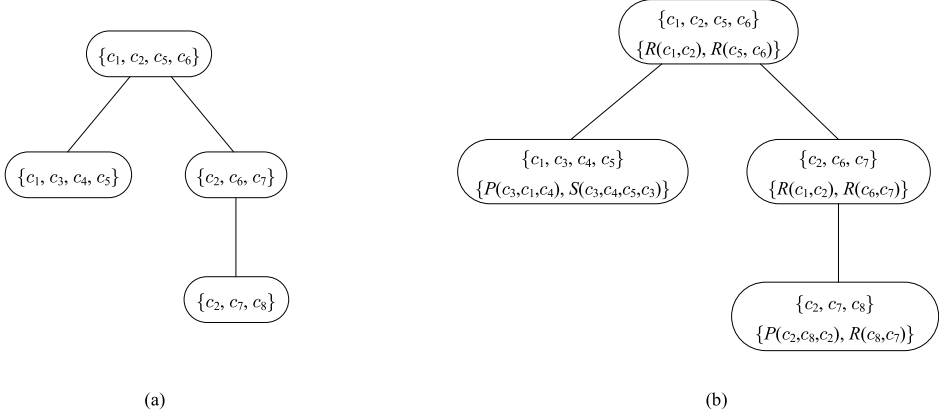 {c₁, c₂, c₅, c₆}
{c₁, c₃, c₄, c₅}
{c₂, c₆, c₇}
{c₂, c₇, c₈}
(a)
{c₁, c₂, c₅, c₆}
{R(c₁,c₂), R(c₅, c₆)}
{c₁, c₃, c₄, c₅}
{P(c₃,c₁,c₄), S(c₃,c₄,c₅,c₃)}
{c₂, c₆, c₇}
{R(c₁,c₂), R(c₆,c₇)}
{c₂, c₇, c₈}
{P(c₂,c₈,c₂), R(c₈,c₇)}
(b)